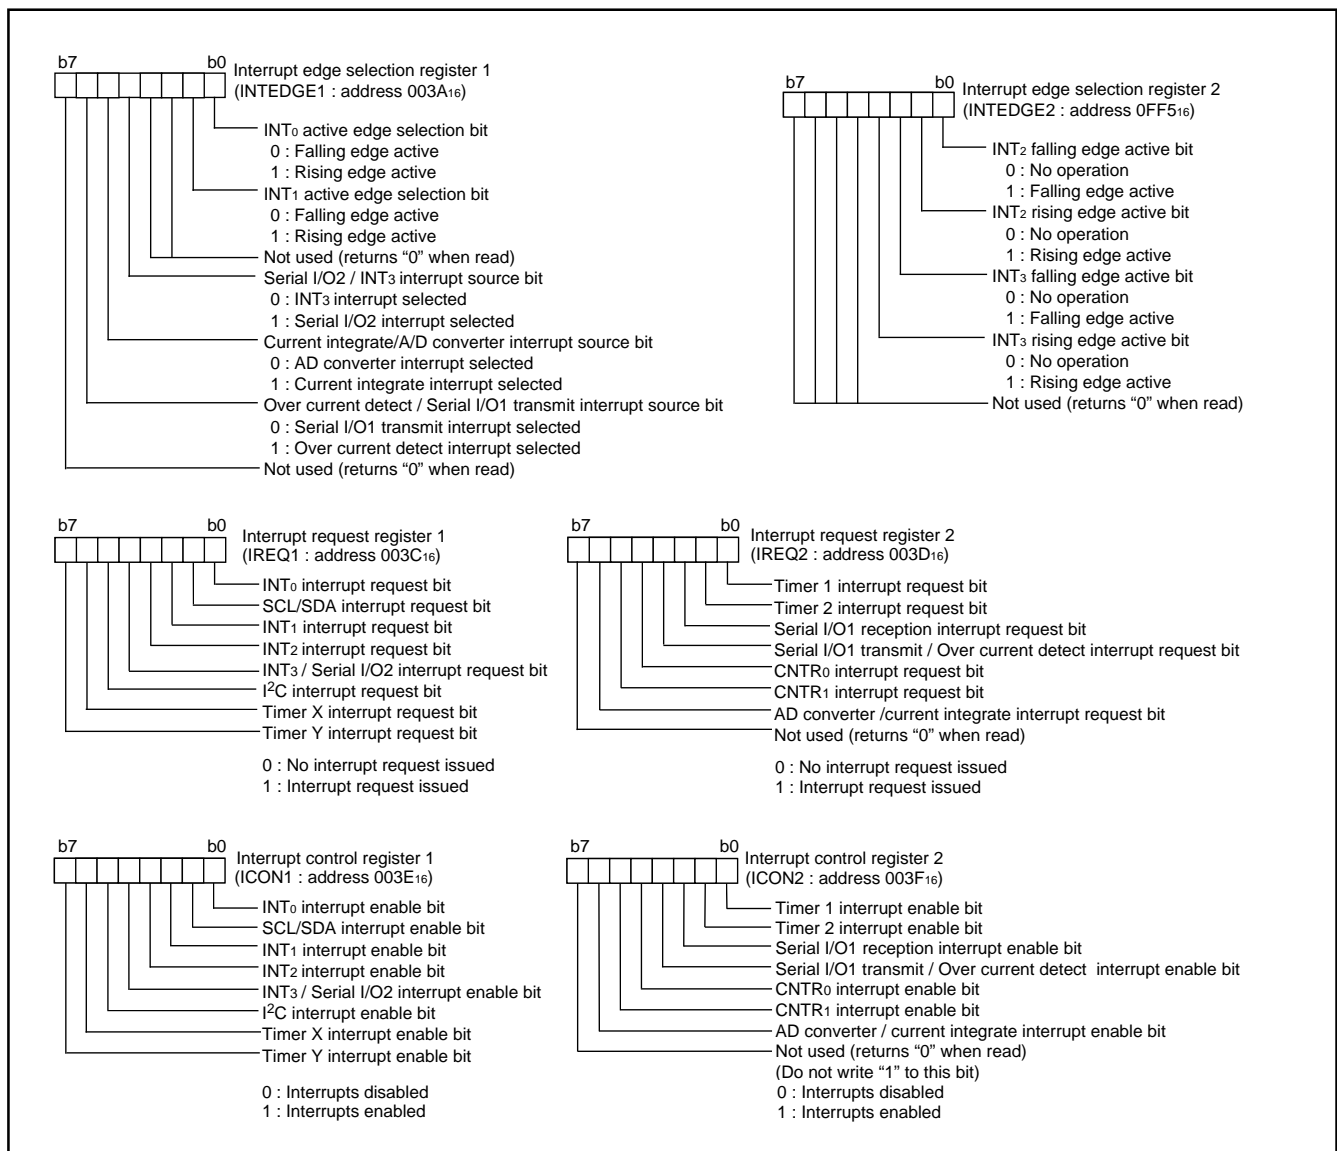 b7 b0
Interrupt edge selection register 1
(INTEDGE1 : address 003A16)
INT0 active edge selection bit
0 : Falling edge active
1 : Rising edge active
INT1 active edge selection bit
0 : Falling edge active
1 : Rising edge active
Not used (returns “0” when read)
Serial I/O2 / INT3 interrupt source bit
0 : INT3 interrupt selected
1 : Serial I/O2 interrupt selected
Current integrate/A/D converter interrupt source bit
0 : AD converter interrupt selected
1 : Current integrate interrupt selected
Over current detect / Serial I/O1 transmit interrupt source bit
0 : Serial I/O1 transmit interrupt selected
1 : Over current detect interrupt selected
Not used (returns “0” when read)
b7 b0
Interrupt edge selection register 2
(INTEDGE2 : address 0FF516)
INT2 falling edge active bit
0 : No operation
1 : Falling edge active
INT2 rising edge active bit
0 : No operation
1 : Rising edge active
INT3 falling edge active bit
0 : No operation
1 : Falling edge active
INT3 rising edge active bit
0 : No operation
1 : Rising edge active
Not used (returns “0” when read)
b7 b0
Interrupt request register 1
(IREQ1 : address 003C16)
INT0 interrupt request bit
SCL/SDA interrupt request bit
INT1 interrupt request bit
INT2 interrupt request bit
INT3 / Serial I/O2 interrupt request bit
I2C interrupt request bit
Timer X interrupt request bit
Timer Y interrupt request bit
0 : No interrupt request issued
1 : Interrupt request issued
b7 b0
Interrupt request register 2
(IREQ2 : address 003D16)
Timer 1 interrupt request bit
Timer 2 interrupt request bit
Serial I/O1 reception interrupt request bit
Serial I/O1 transmit / Over current detect interrupt request bit
CNTR0 interrupt request bit
CNTR1 interrupt request bit
AD converter /current integrate interrupt request bit
Not used (returns “0” when read)
0 : No interrupt request issued
1 : Interrupt request issued
b7 b0
Interrupt control register 1
(ICON1 : address 003E16)
INT0 interrupt enable bit
SCL/SDA interrupt enable bit
INT1 interrupt enable bit
INT2 interrupt enable bit
INT3 / Serial I/O2 interrupt enable bit
I2C interrupt enable bit
Timer X interrupt enable bit
Timer Y interrupt enable bit
0 : Interrupts disabled
1 : Interrupts enabled
b7 b0
Interrupt control register 2
(ICON2 : address 003F16)
Timer 1 interrupt enable bit
Timer 2 interrupt enable bit
Serial I/O1 reception interrupt enable bit
Serial I/O1 transmit / Over current detect interrupt enable bit
CNTR0 interrupt enable bit
CNTR1 interrupt enable bit
AD converter / current integrate interrupt enable bit
Not used (returns “0” when read)
(Do not write “1” to this bit)
0 : Interrupts disabled
1 : Interrupts enabled